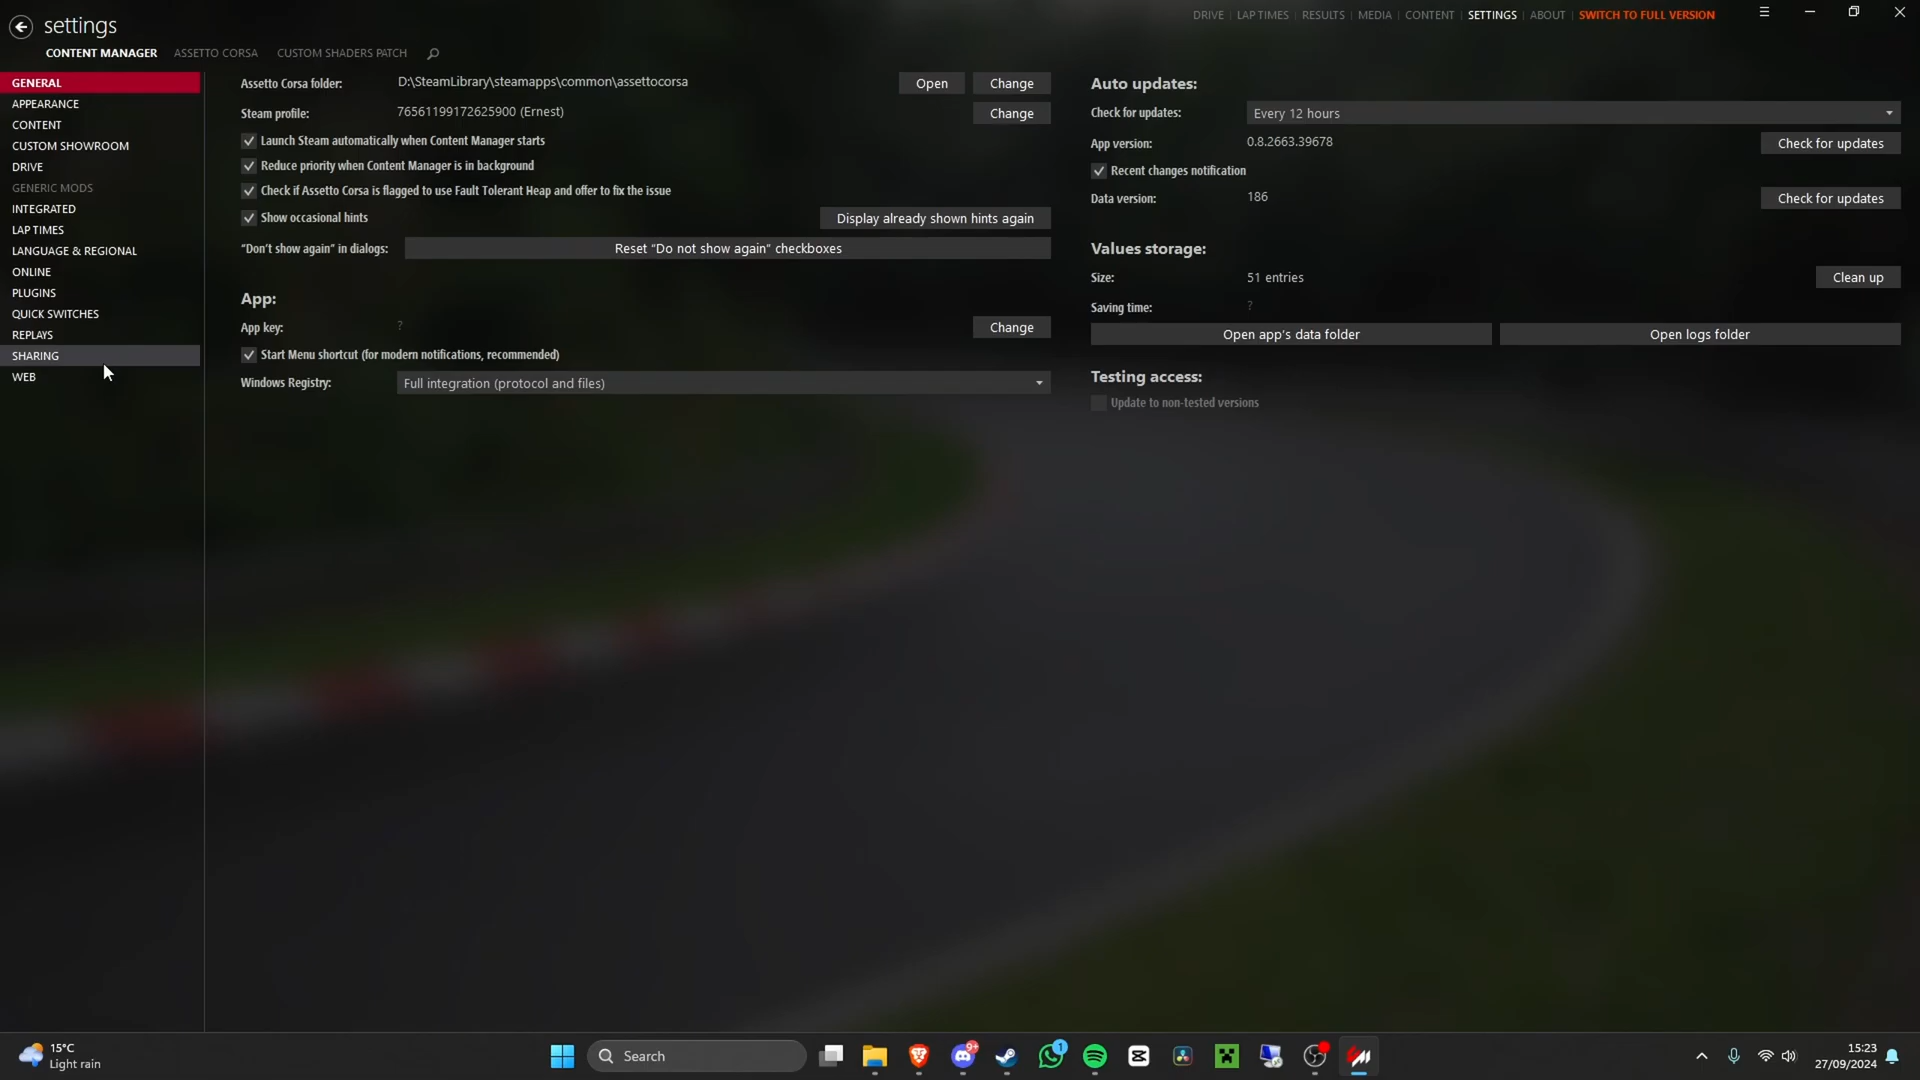 settings
DRIVE | LAP TIMES | RESULTS | MEDIA | CONTENT | SETTINGS | ABOUT | SWITCH TO FULL VERSION
CONTENT MANAGER ASSETTO CORSA CUSTOM SHADERS PATCH
GENERAL
APPEARANCE
CONTENT
CUSTOM SHOWROOM
DRIVE
GENERIC MODS
INTEGRATED
LAP TIMES
LANGUAGE & REGIONAL
ONLINE
PLUGINS
QUICK SWITCHES
REPLAYS
SHARING
WEB
Assetto Corsa folder: D:\SteamLibrary\steamapps\common\assettocorsa Open Change
Steam profile: 76561199172625900 (Ernest) Change
Launch Steam automatically when Content Manager starts
Reduce priority when Content Manager is in background
Check if Assetto Corsa is flagged to use Fault Tolerant Heap and offer to fix the issue
Show occasional hints Display already shown hints again
“Don’t show again” in dialogs: Reset “Do not show again” checkboxes
App:
App key: ? Change
Start Menu shortcut (for modern notifications, recommended)
Windows Registry: Full integration (protocol and files)
Auto updates:
Check for updates: Every 12 hours
App version: 0.8.2663.39678 Check for updates
Recent changes notification
Data version: 186 Check for updates
Values storage:
Size: 51 entries Clean up
Saving time: ?
Open app’s data folder Open logs folder
Testing access:
Update to non-tested versions
15°C
Light rain
Search
9+
1
15:23
27/09/2024